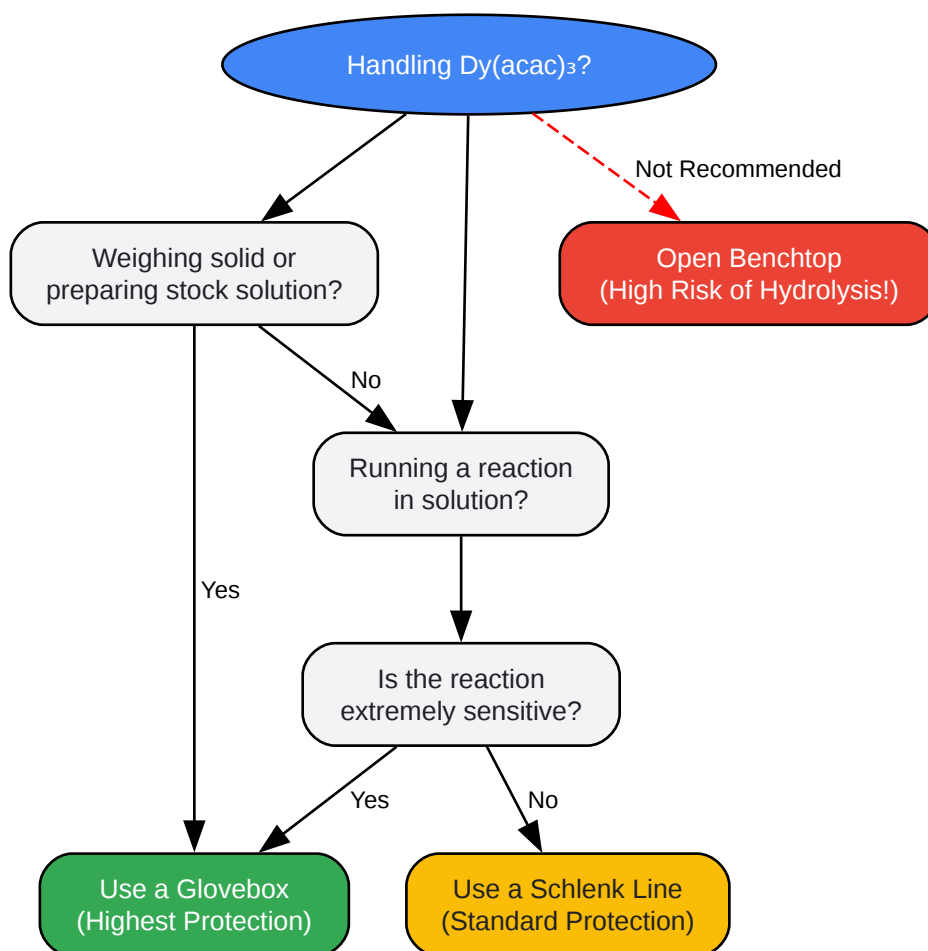 Handling Dy(acac)₃?
Not Recommended
Weighing solid or
preparing stock solution?
Open Benchtop
(High Risk of Hydrolysis!)
No
Running a reaction
in solution?
Yes
Is the reaction
extremely sensitive?
Yes
No
Use a Glovebox
(Highest Protection)
Use a Schlenk Line
(Standard Protection)